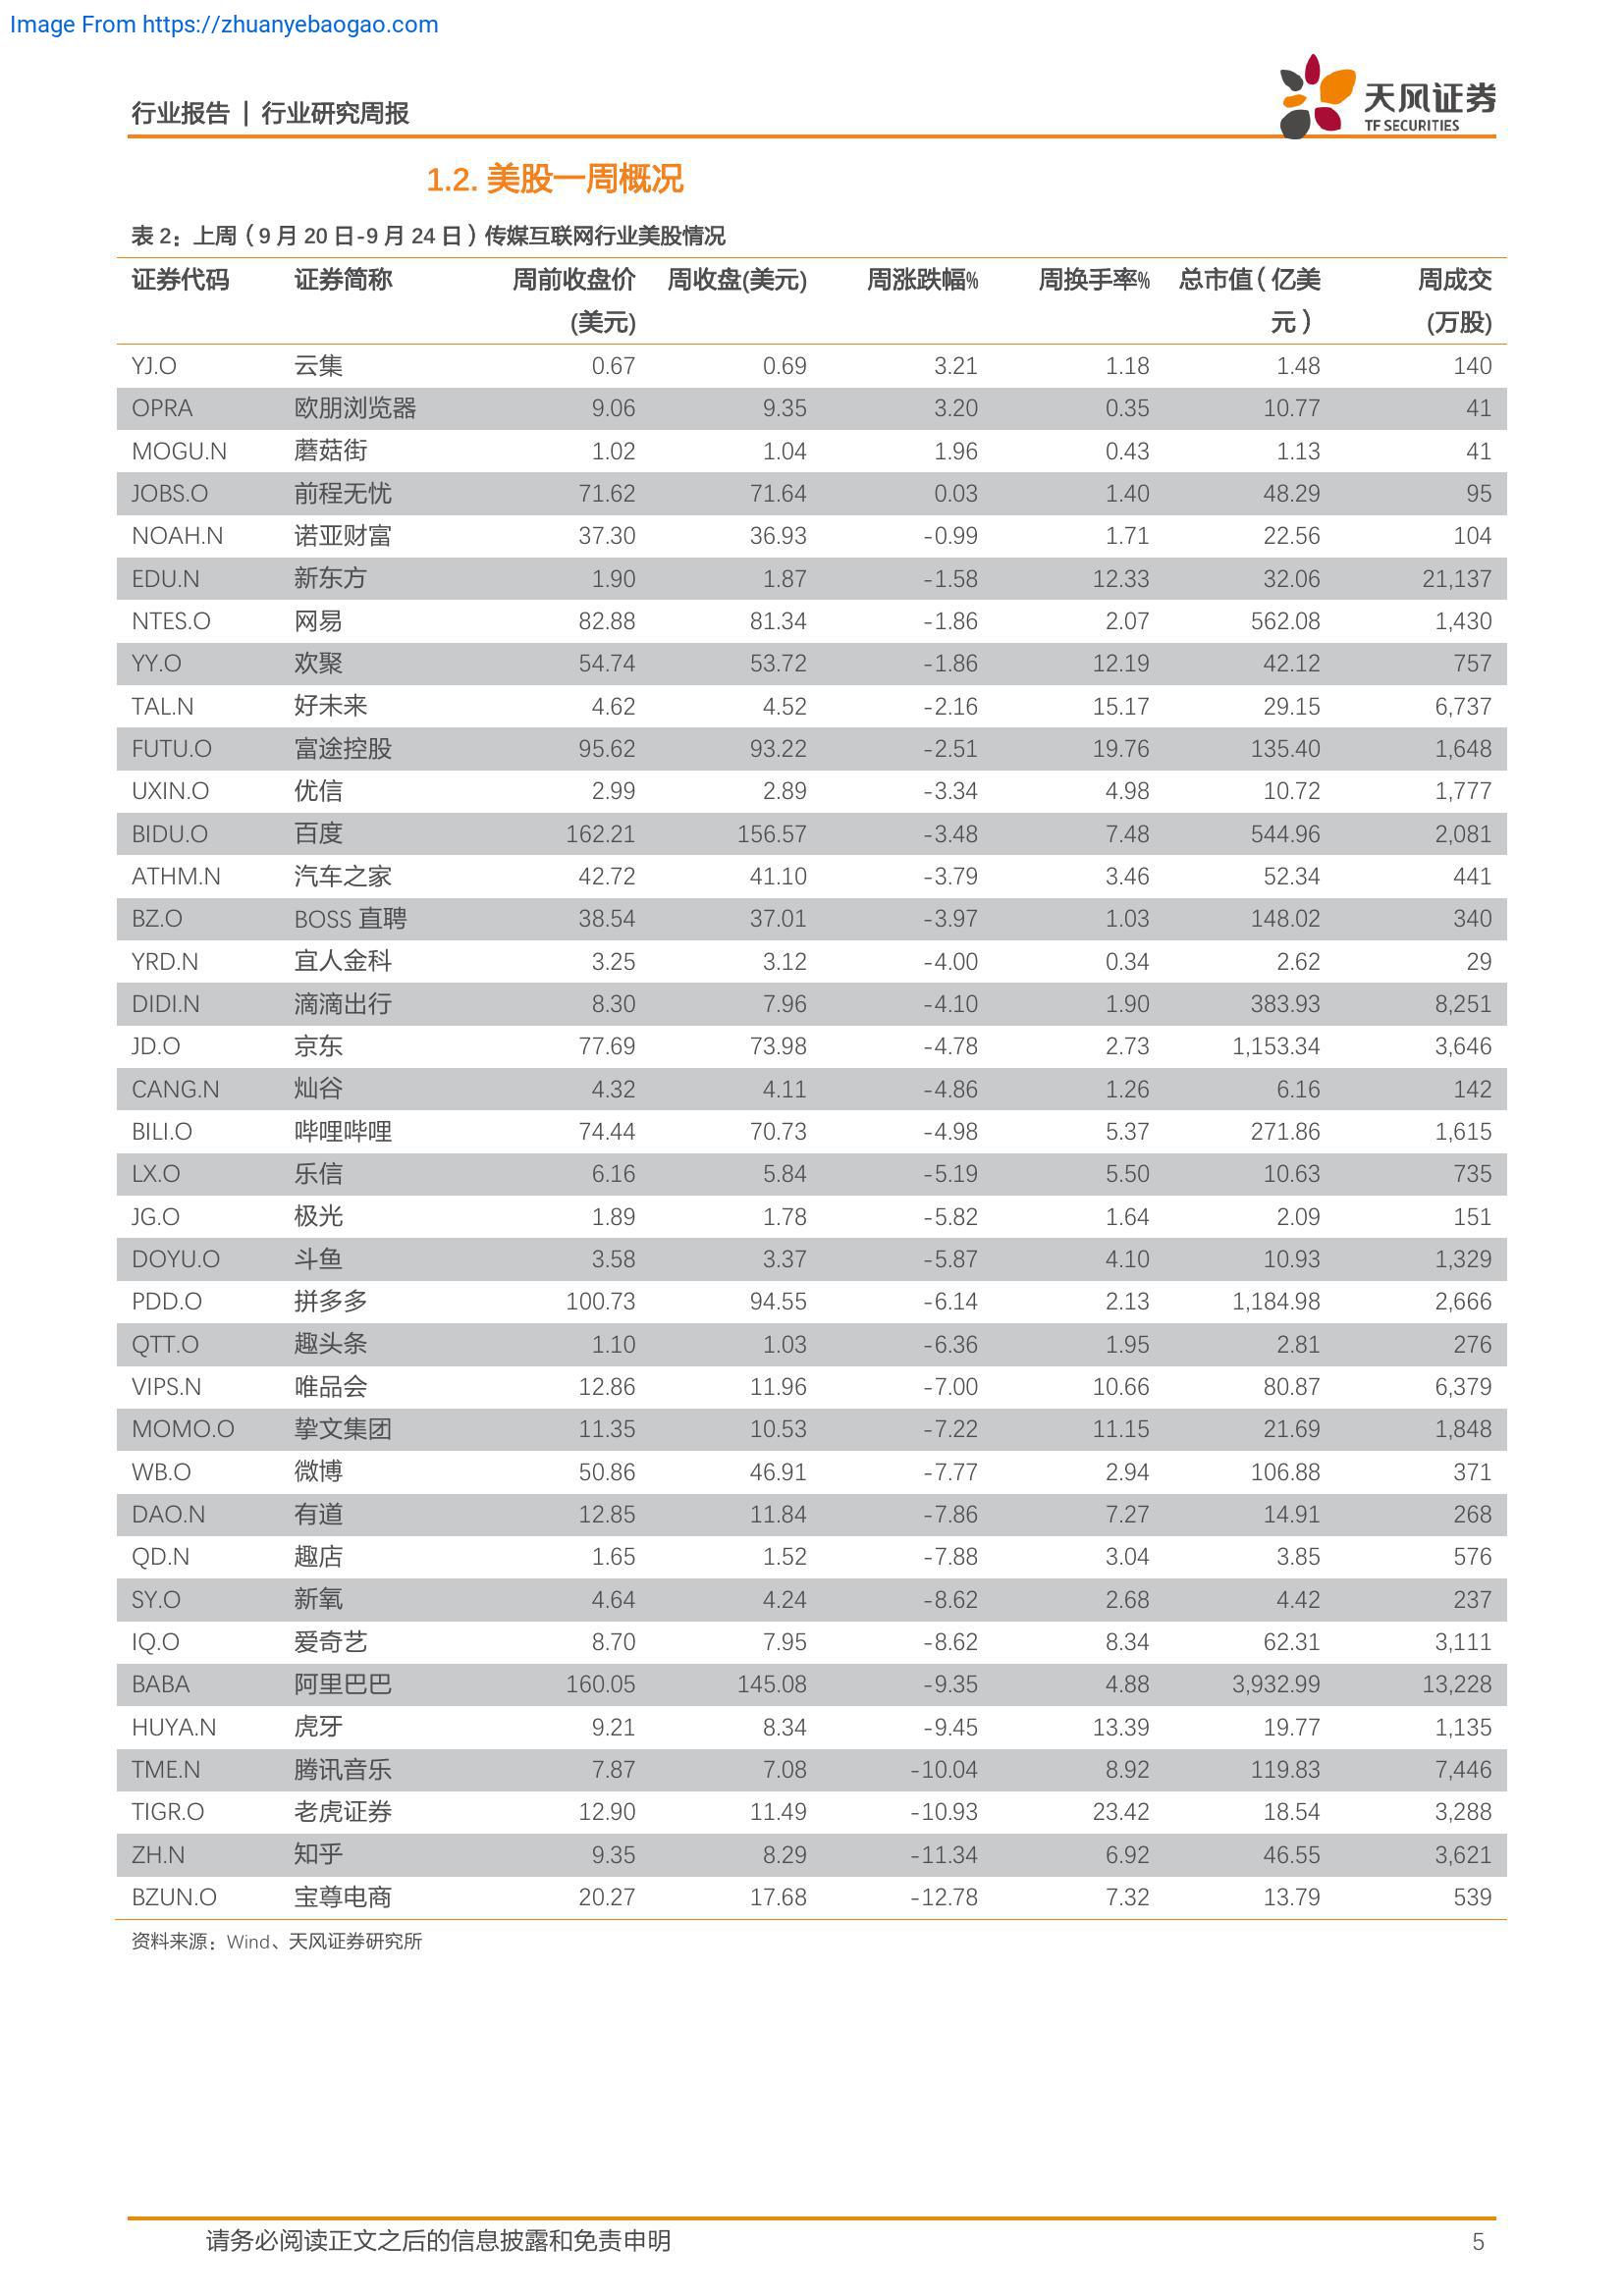 Image From https://zhuanyebaogao.com
行业报告 | 行业研究周报
天风证券
TF SECURITIES
1.2. 美股一周概况
表 2：上周（9 月 20 日-9 月 24 日）传媒互联网行业美股情况
证券代码 证券简称 周前收盘价 周收盘(美元) 周涨跌幅% 周换手率% 总市值（亿美 周成交
(美元) 元） (万股)
YJ.O 云集 0.67 0.69 3.21 1.18 1.48 140
OPRA 欧朋浏览器 9.06 9.35 3.20 0.35 10.77 41
MOGU.N 蘑菇街 1.02 1.04 1.96 0.43 1.13 41
JOBS.O 前程无忧 71.62 71.64 0.03 1.40 48.29 95
NOAH.N 诺亚财富 37.30 36.93 -0.99 1.71 22.56 104
EDU.N 新东方 1.90 1.87 -1.58 12.33 32.06 21,137
NTES.O 网易 82.88 81.34 -1.86 2.07 562.08 1,430
YY.O 欢聚 54.74 53.72 -1.86 12.19 42.12 757
TAL.N 好未来 4.62 4.52 -2.16 15.17 29.15 6,737
FUTU.O 富途控股 95.62 93.22 -2.51 19.76 135.40 1,648
UXIN.O 优信 2.99 2.89 -3.34 4.98 10.72 1,777
BIDU.O 百度 162.21 156.57 -3.48 7.48 544.96 2,081
ATHM.N 汽车之家 42.72 41.10 -3.79 3.46 52.34 441
BZ.O BOSS 直聘 38.54 37.01 -3.97 1.03 148.02 340
YRD.N 宜人金科 3.25 3.12 -4.00 0.34 2.62 29
DIDI.N 滴滴出行 8.30 7.96 -4.10 1.90 383.93 8,251
JD.O 京东 77.69 73.98 -4.78 2.73 1,153.34 3,646
CANG.N 灿谷 4.32 4.11 -4.86 1.26 6.16 142
BILI.O 哔哩哔哩 74.44 70.73 -4.98 5.37 271.86 1,615
LX.O 乐信 6.16 5.84 -5.19 5.50 10.63 735
JG.O 极光 1.89 1.78 -5.82 1.64 2.09 151
DOYU.O 斗鱼 3.58 3.37 -5.87 4.10 10.93 1,329
PDD.O 拼多多 100.73 94.55 -6.14 2.13 1,184.98 2,666
QTT.O 趣头条 1.10 1.03 -6.36 1.95 2.81 276
VIPS.N 唯品会 12.86 11.96 -7.00 10.66 80.87 6,379
MOMO.O 挚文集团 11.35 10.53 -7.22 11.15 21.69 1,848
WB.O 微博 50.86 46.91 -7.77 2.94 106.88 371
DAO.N 有道 12.85 11.84 -7.86 7.27 14.91 268
QD.N 趣店 1.65 1.52 -7.88 3.04 3.85 576
SY.O 新氧 4.64 4.24 -8.62 2.68 4.42 237
IQ.O 爱奇艺 8.70 7.95 -8.62 8.34 62.31 3,111
BABA 阿里巴巴 160.05 145.08 -9.35 4.88 3,932.99 13,228
HUYA.N 虎牙 9.21 8.34 -9.45 13.39 19.77 1,135
TME.N 腾讯音乐 7.87 7.08 -10.04 8.92 119.83 7,446
TIGR.O 老虎证券 12.90 11.49 -10.93 23.42 18.54 3,288
ZH.N 知乎 9.35 8.29 -11.34 6.92 46.55 3,621
BZUN.O 宝尊电商 20.27 17.68 -12.78 7.32 13.79 539
资料来源：Wind、天风证券研究所
请务必阅读正文之后的信息披露和免责申明 5